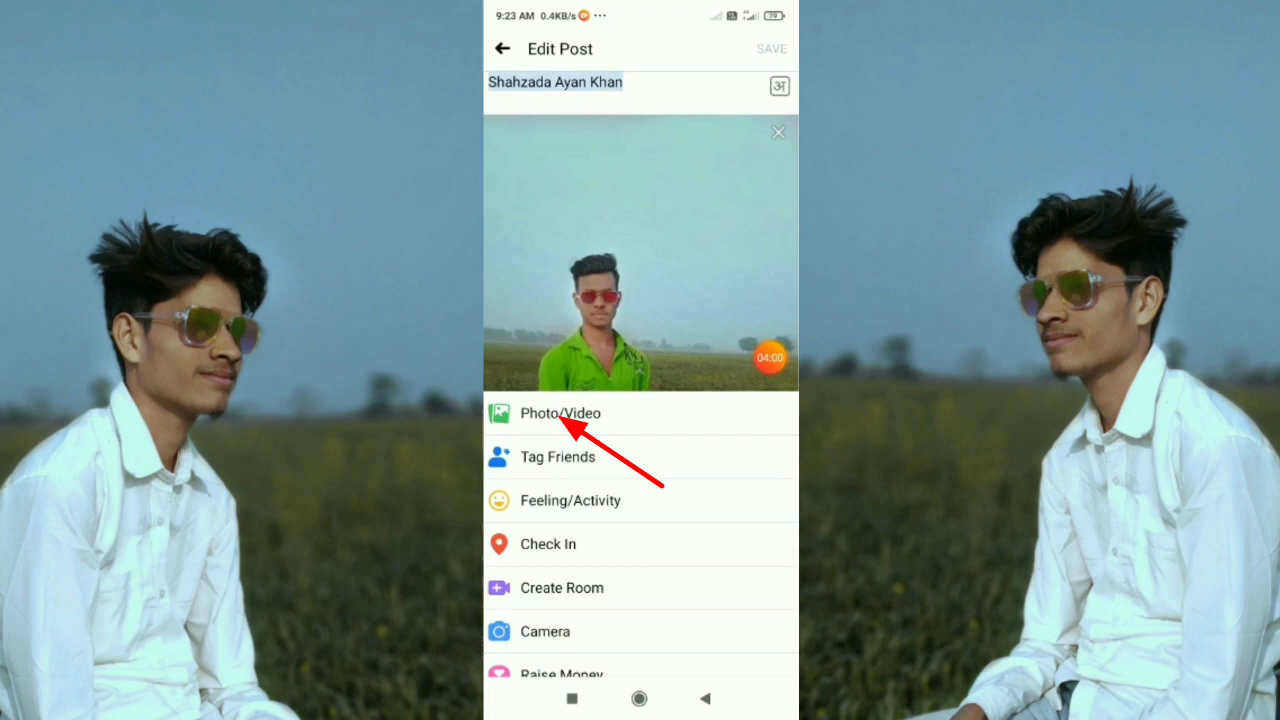 9:23 AM 0.4KB/s ...
79
Edit Post SAVE
Shahzada Ayan Khan
अ
04:00
Photo/Video
Tag Friends
Feeling/Activity
Check In
Create Room
Camera
Raise Money